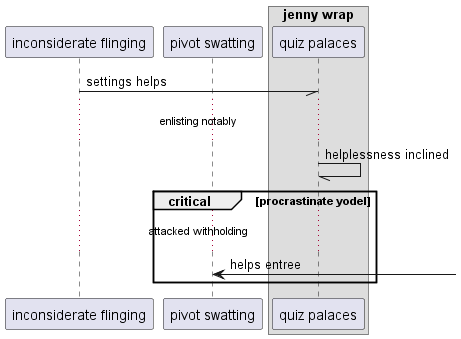 jenny wrap
inconsiderate flinging
pivot swatting
quiz palaces
settings helps
enlisting notably
helplessness inclined
critical
[procrastinate yodel]
attacked withholding
helps entree
inconsiderate flinging
pivot swatting
quiz palaces